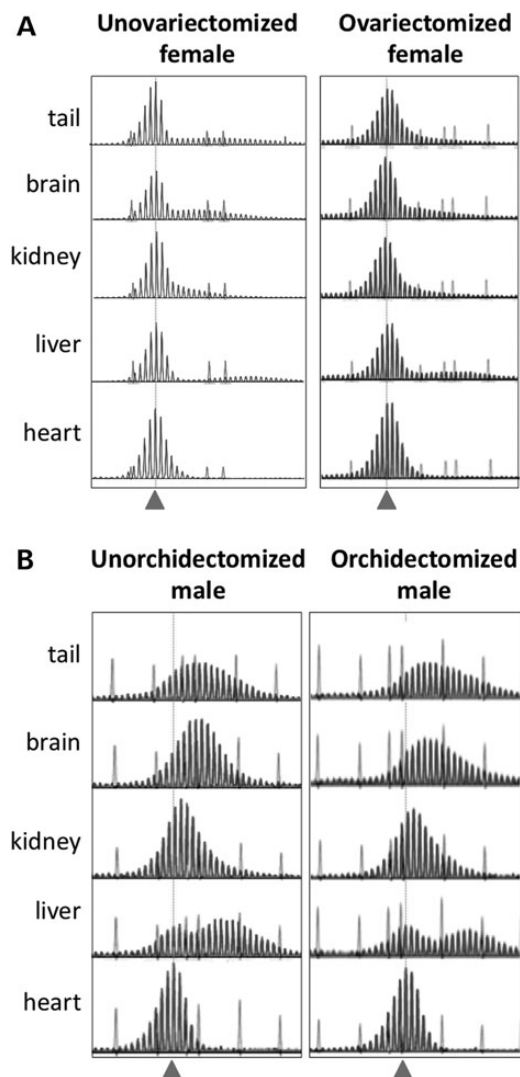 A
Unovariectomized
female
Ovariectomized
female
tail
brain
kidney
liver
heart
B
Unorchidectomized
male
Orchidectomized
male
tail
brain
kidney
liver
heart